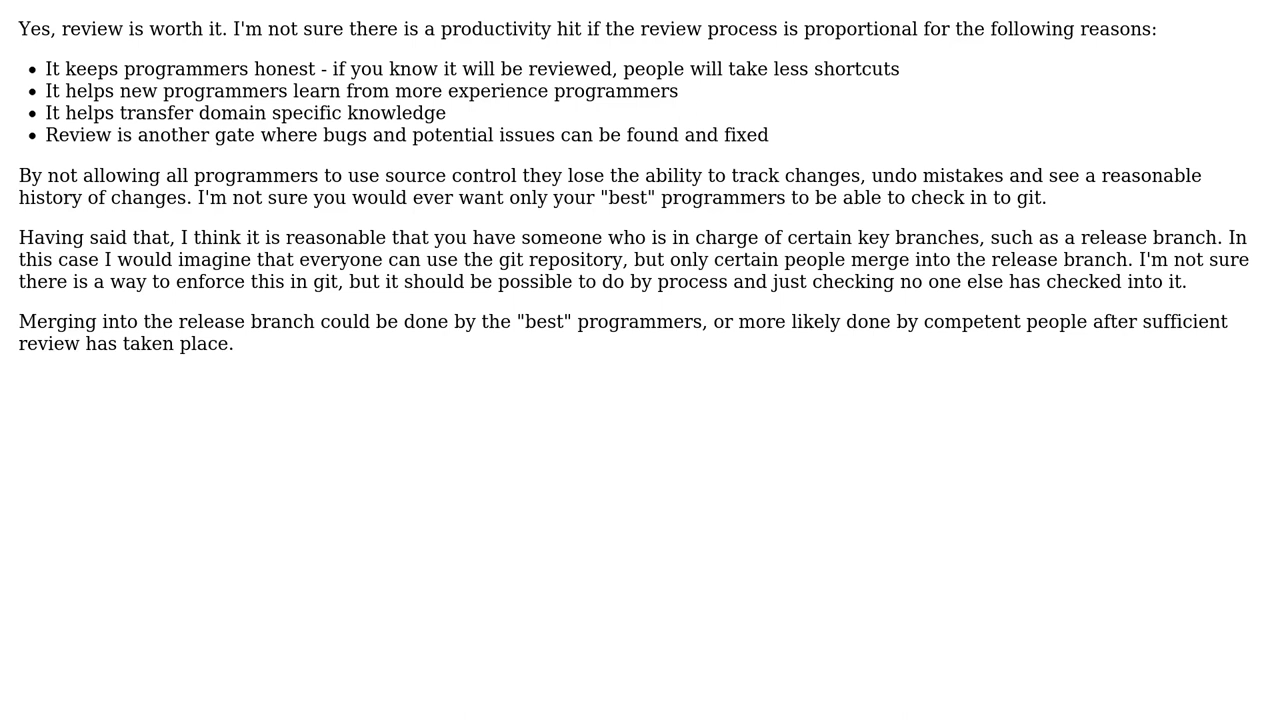 Yes, review is worth it. I'm not sure there is a productivity hit if the review process is proportional for the following reasons:
• It keeps programmers honest - if you know it will be reviewed, people will take less shortcuts
• It helps new programmers learn from more experience programmers
• It helps transfer domain specific knowledge
• Review is another gate where bugs and potential issues can be found and fixed
By not allowing all programmers to use source control they lose the ability to track changes, undo mistakes and see a reasonable
history of changes. I'm not sure you would ever want only your "best" programmers to be able to check in to git.
Having said that, I think it is reasonable that you have someone who is in charge of certain key branches, such as a release branch. In
this case I would imagine that everyone can use the git repository, but only certain people merge into the release branch. I'm not sure
there is a way to enforce this in git, but it should be possible to do by process and just checking no one else has checked into it.
Merging into the release branch could be done by the "best" programmers, or more likely done by competent people after sufficient
review has taken place.